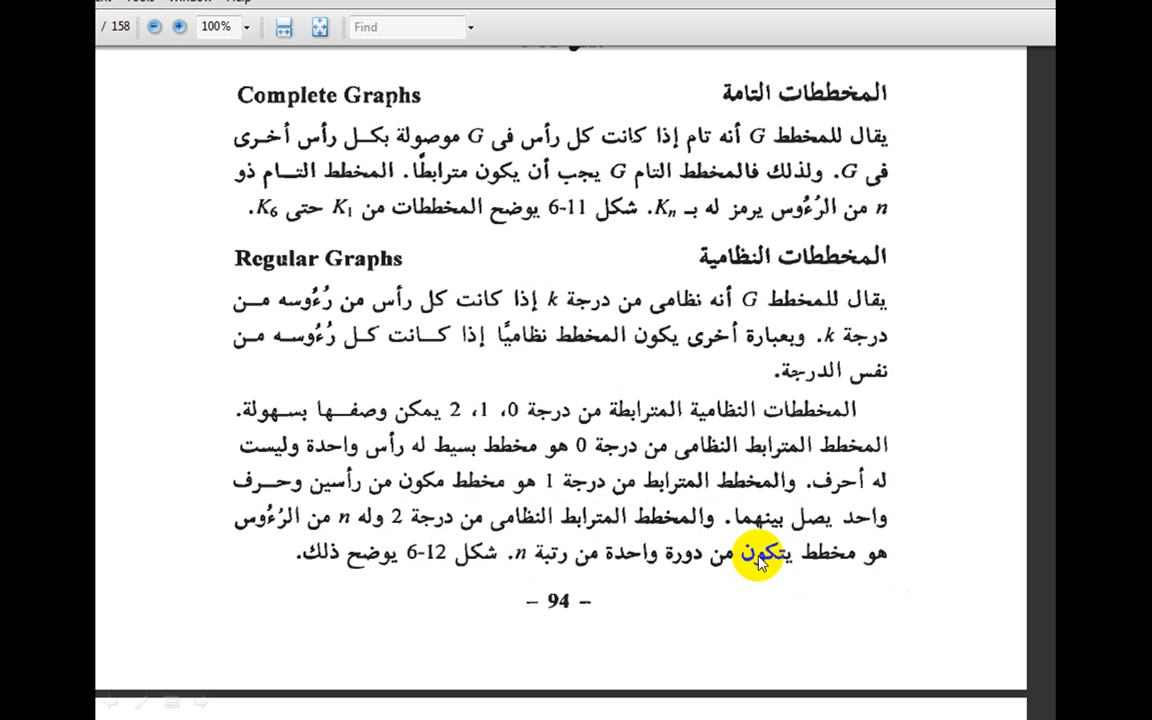 / 158 100% Find
المخططات التامة Complete Graphs
يقال للمخطط G أنه تام إذا كانت كل رأس فى G موصولة بكل رأس أخرى
فى G. ولذلك فالمخطط التام G يجب أن يكون مترابطًا. المخطط التام ذو
n من الرُءُوس يرمز له بـ Kn. شكل 11-6 يوضح المخططات من K1 حتى K6.
المخططات النظامية Regular Graphs
يقال للمخطط G أنه نظامى من درجة k إذا كانت كل رأس من رُءُوسه من
درجة k. وبعبارة أخرى يكون المخطط نظاميًّا إذا كانت كل رُءُوسه من
نفس الدرجة.
المخططات النظامية المترابطة من درجة 0، 1، 2 يمكن وصفها بسهولة.
المخطط المترابط النظامى من درجة 0 هو مخطط بسيط له رأس واحدة وليست
له أحرف. والمخطط المترابط من درجة 1 هو مخطط مكون من رأسين وحرف
واحد يصل بينهما. والمخطط المترابط النظامى من درجة 2 وله n من الرُءُوس
هو مخطط يتكون من دورة واحدة من رتبة n. شكل 12-6 يوضح ذلك.
– 94 –